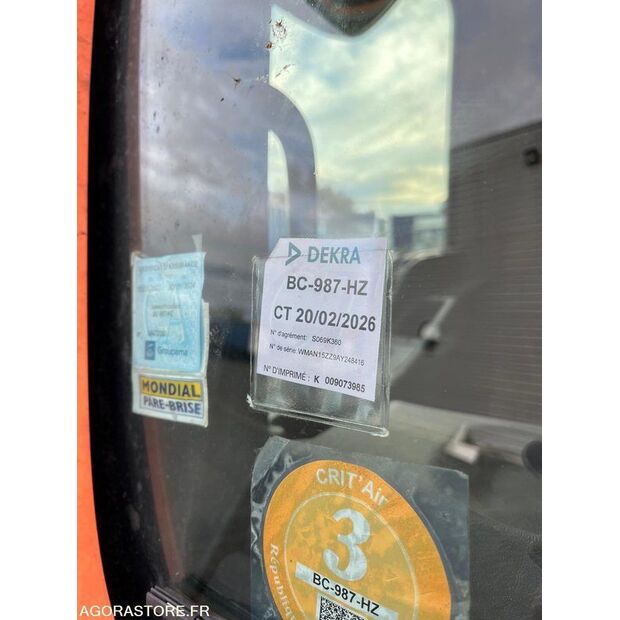 DEKRA
BC-987-HZ
CT 20/02/2026
N° d'agrément: S069K360
N° de série: WMAN15ZZ9AY248416
N° D'IMPRIMÉ : K 009073985
Groupama
MONDIAL
PARE-BRISE
CRIT'Air
3
République
BC-987-HZ
AGORASTORE.FR